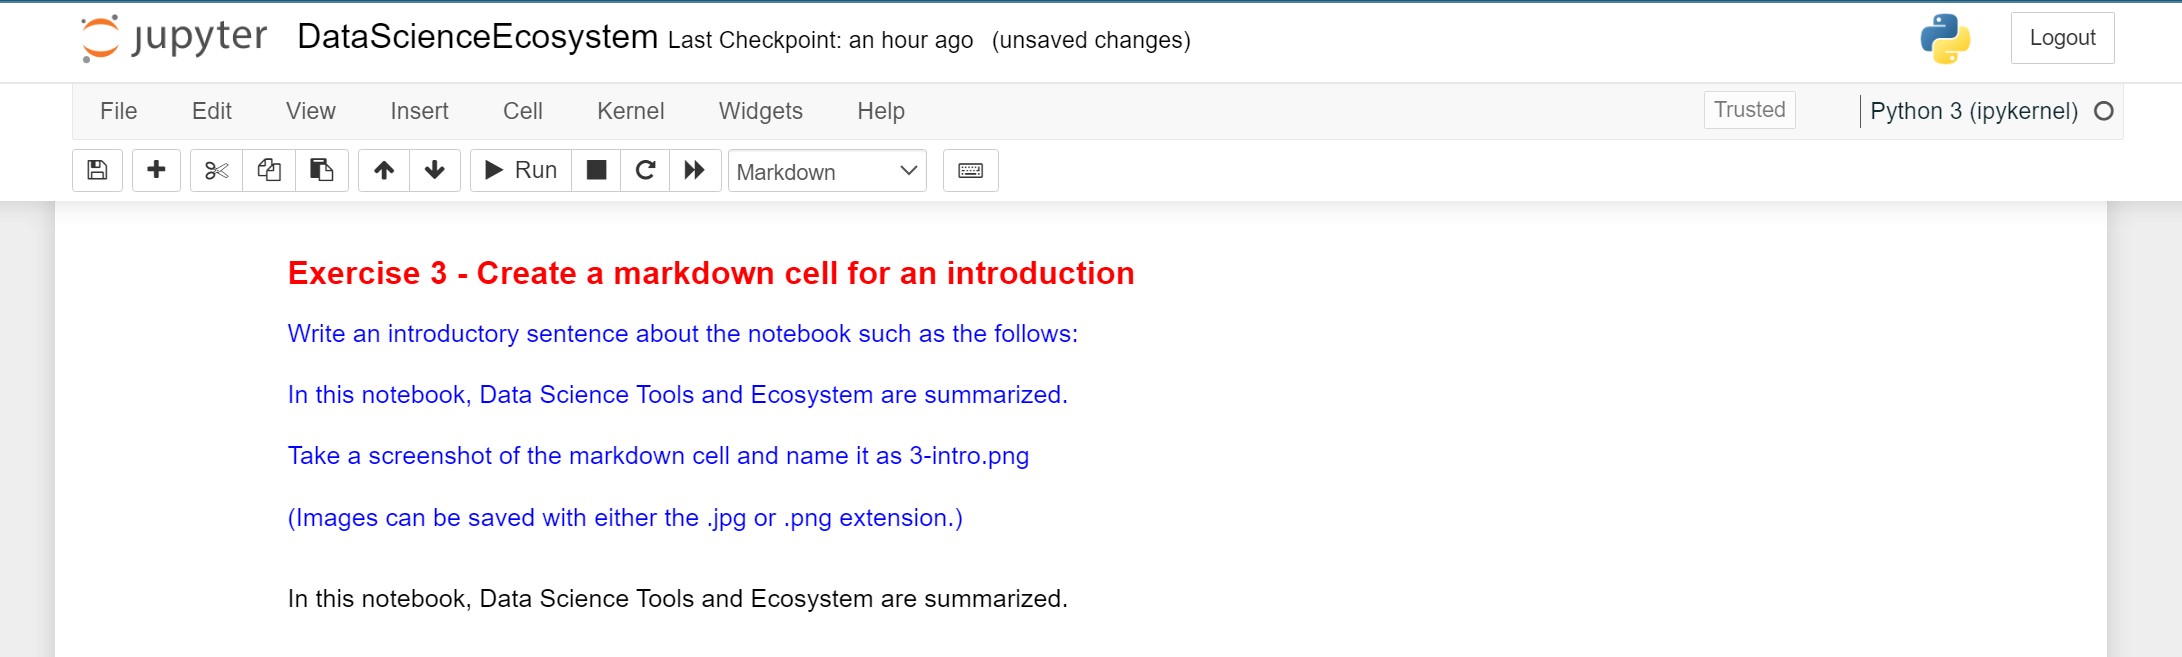 jupyter DataScienceEcosystem Last Checkpoint: an hour ago (unsaved changes) Logout
File Edit View Insert Cell Kernel Widgets Help Trusted Python 3 (ipykernel)
Run Markdown
Exercise 3 - Create a markdown cell for an introduction
Write an introductory sentence about the notebook such as the follows:
In this notebook, Data Science Tools and Ecosystem are summarized.
Take a screenshot of the markdown cell and name it as 3-intro.png
(Images can be saved with either the .jpg or .png extension.)
In this notebook, Data Science Tools and Ecosystem are summarized.